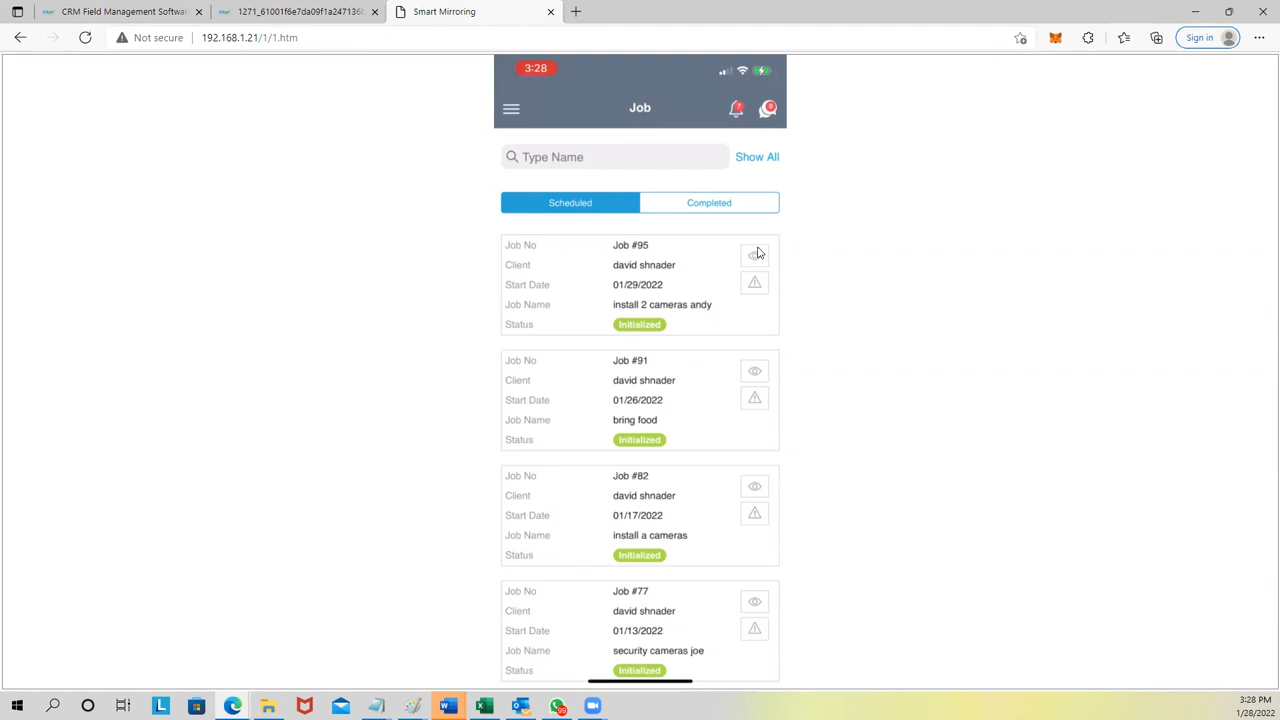 CRM Field Management Software
1271_61001f6e7da09f1a247136
Smart Mirroring
Not secure
192.168.1.21/1/1.htm
Sign in
3:28
Job
7
Type Name
Show All
Scheduled
Completed
Job No Job #95
Client david shnader
Start Date 01/29/2022
Job Name install 2 cameras andy
Status Initialized
Job No Job #91
Client david shnader
Start Date 01/26/2022
Job Name bring food
Status Initialized
Job No Job #82
Client david shnader
Start Date 01/17/2022
Job Name install a cameras
Status Initialized
Job No Job #77
Client david shnader
Start Date 01/13/2022
Job Name security cameras joe
Status Initialized
L
W
99
3:28 PM
1/28/2022